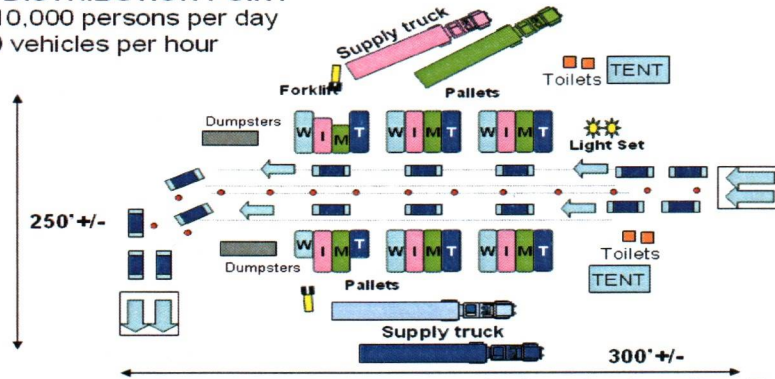 10,000 persons per day
vehicles per hour
Supply truck
Forklift
Pallets
Toilets
TENT
Dumpsters
W I M T
W I M T
W I M T
Light Set
250'+/-
W I M T
W I M T
W I M T
Dumpsters
Toilets
TENT
Pallets
Supply truck
300'+/-